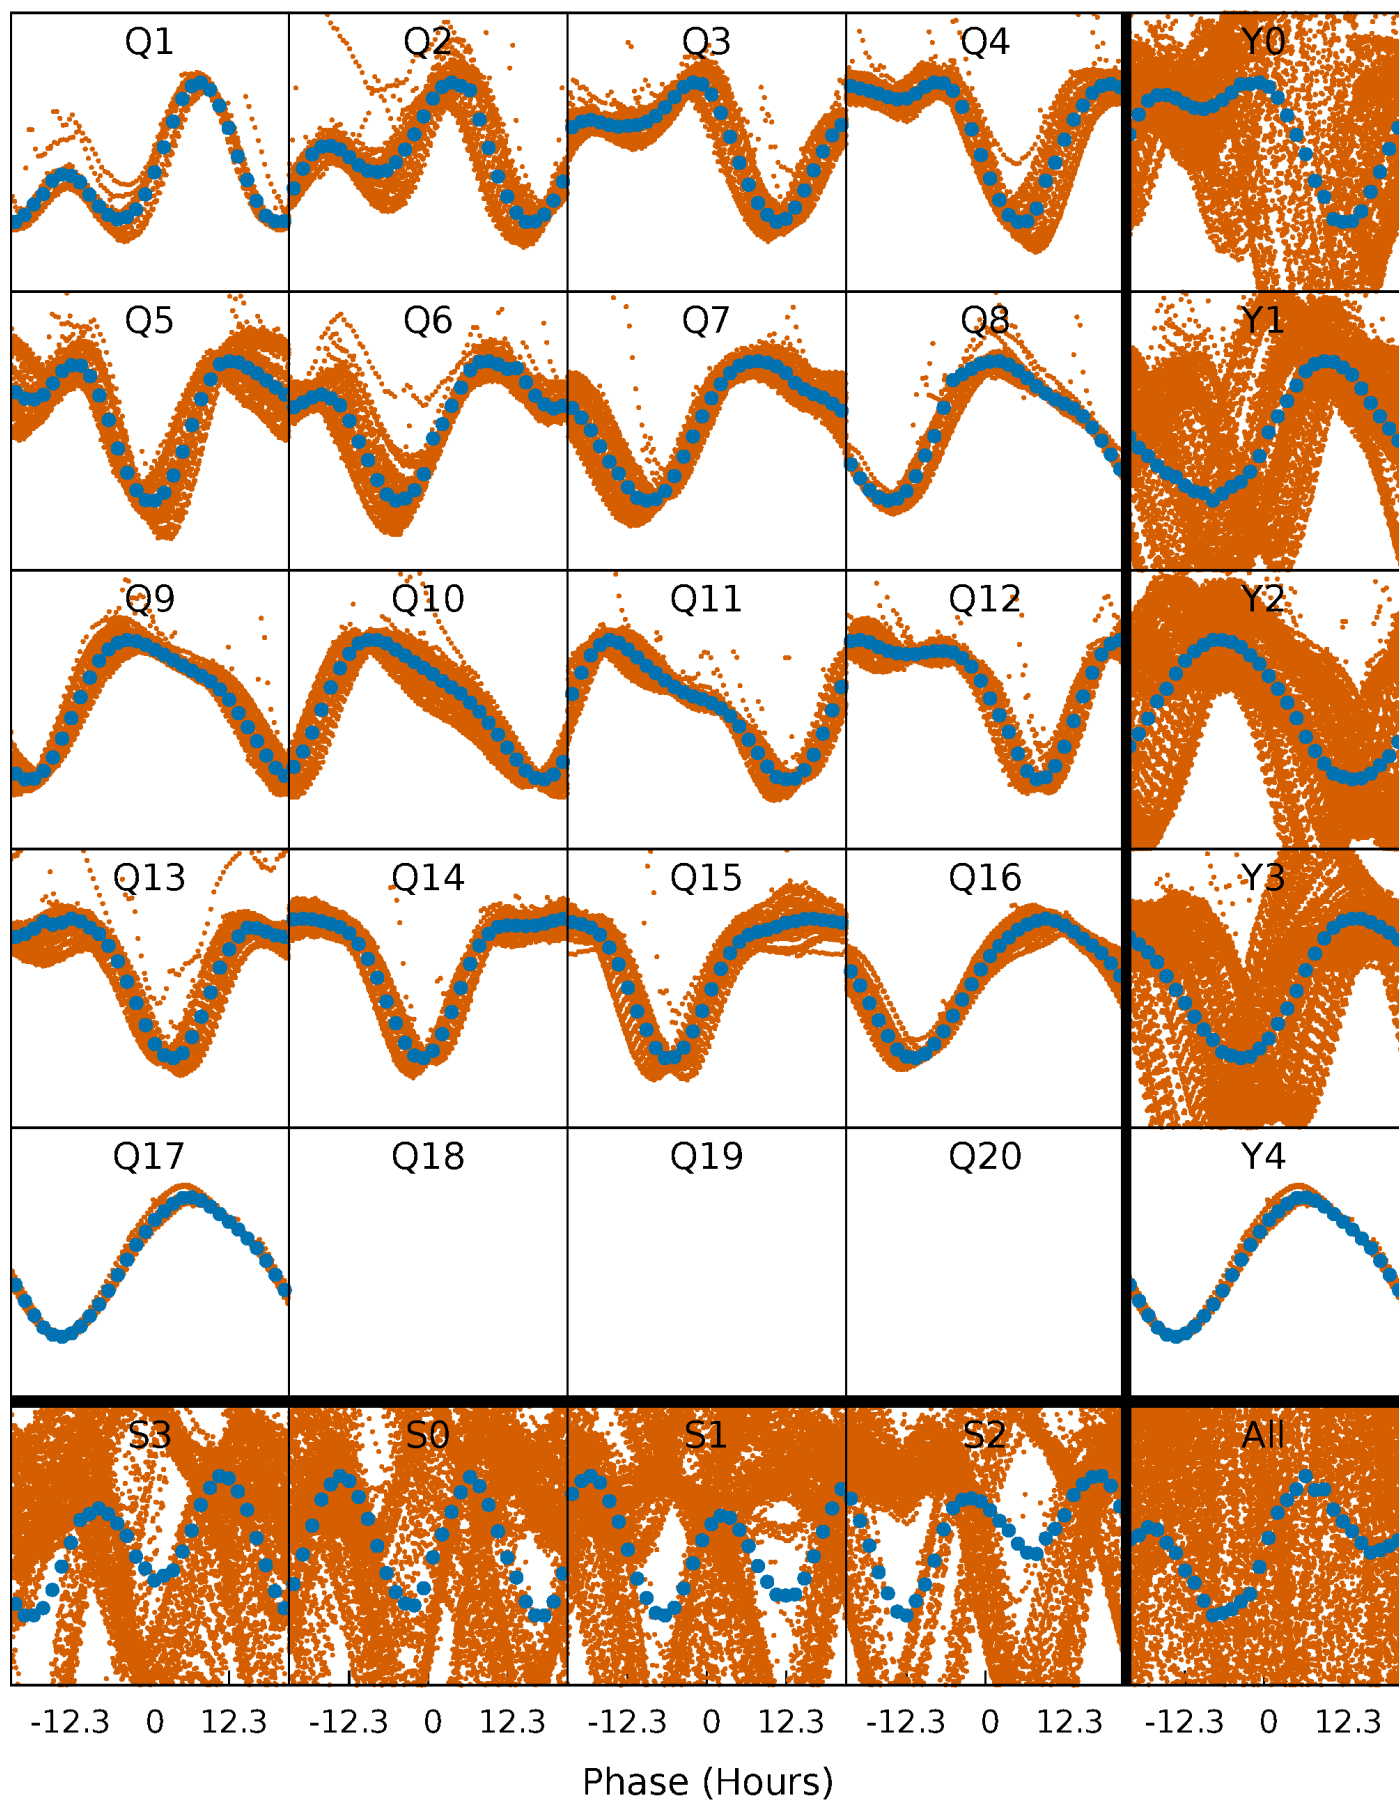 Q1 Q2 Q3 Q4 Y0
Q5 Q6 Q7 Q8 Y1
Q9 Q10 Q11 Q12 Y2
Q13 Q14 Q15 Q16 Y3
Q17 Q18 Q19 Q20 Y4
S3 S0 S1 S2 All
-12.3 0 12.3 -12.3 0 12.3 -12.3 0 12.3 -12.3 0 12.3 -12.3 0 12.3
Phase (Hours)